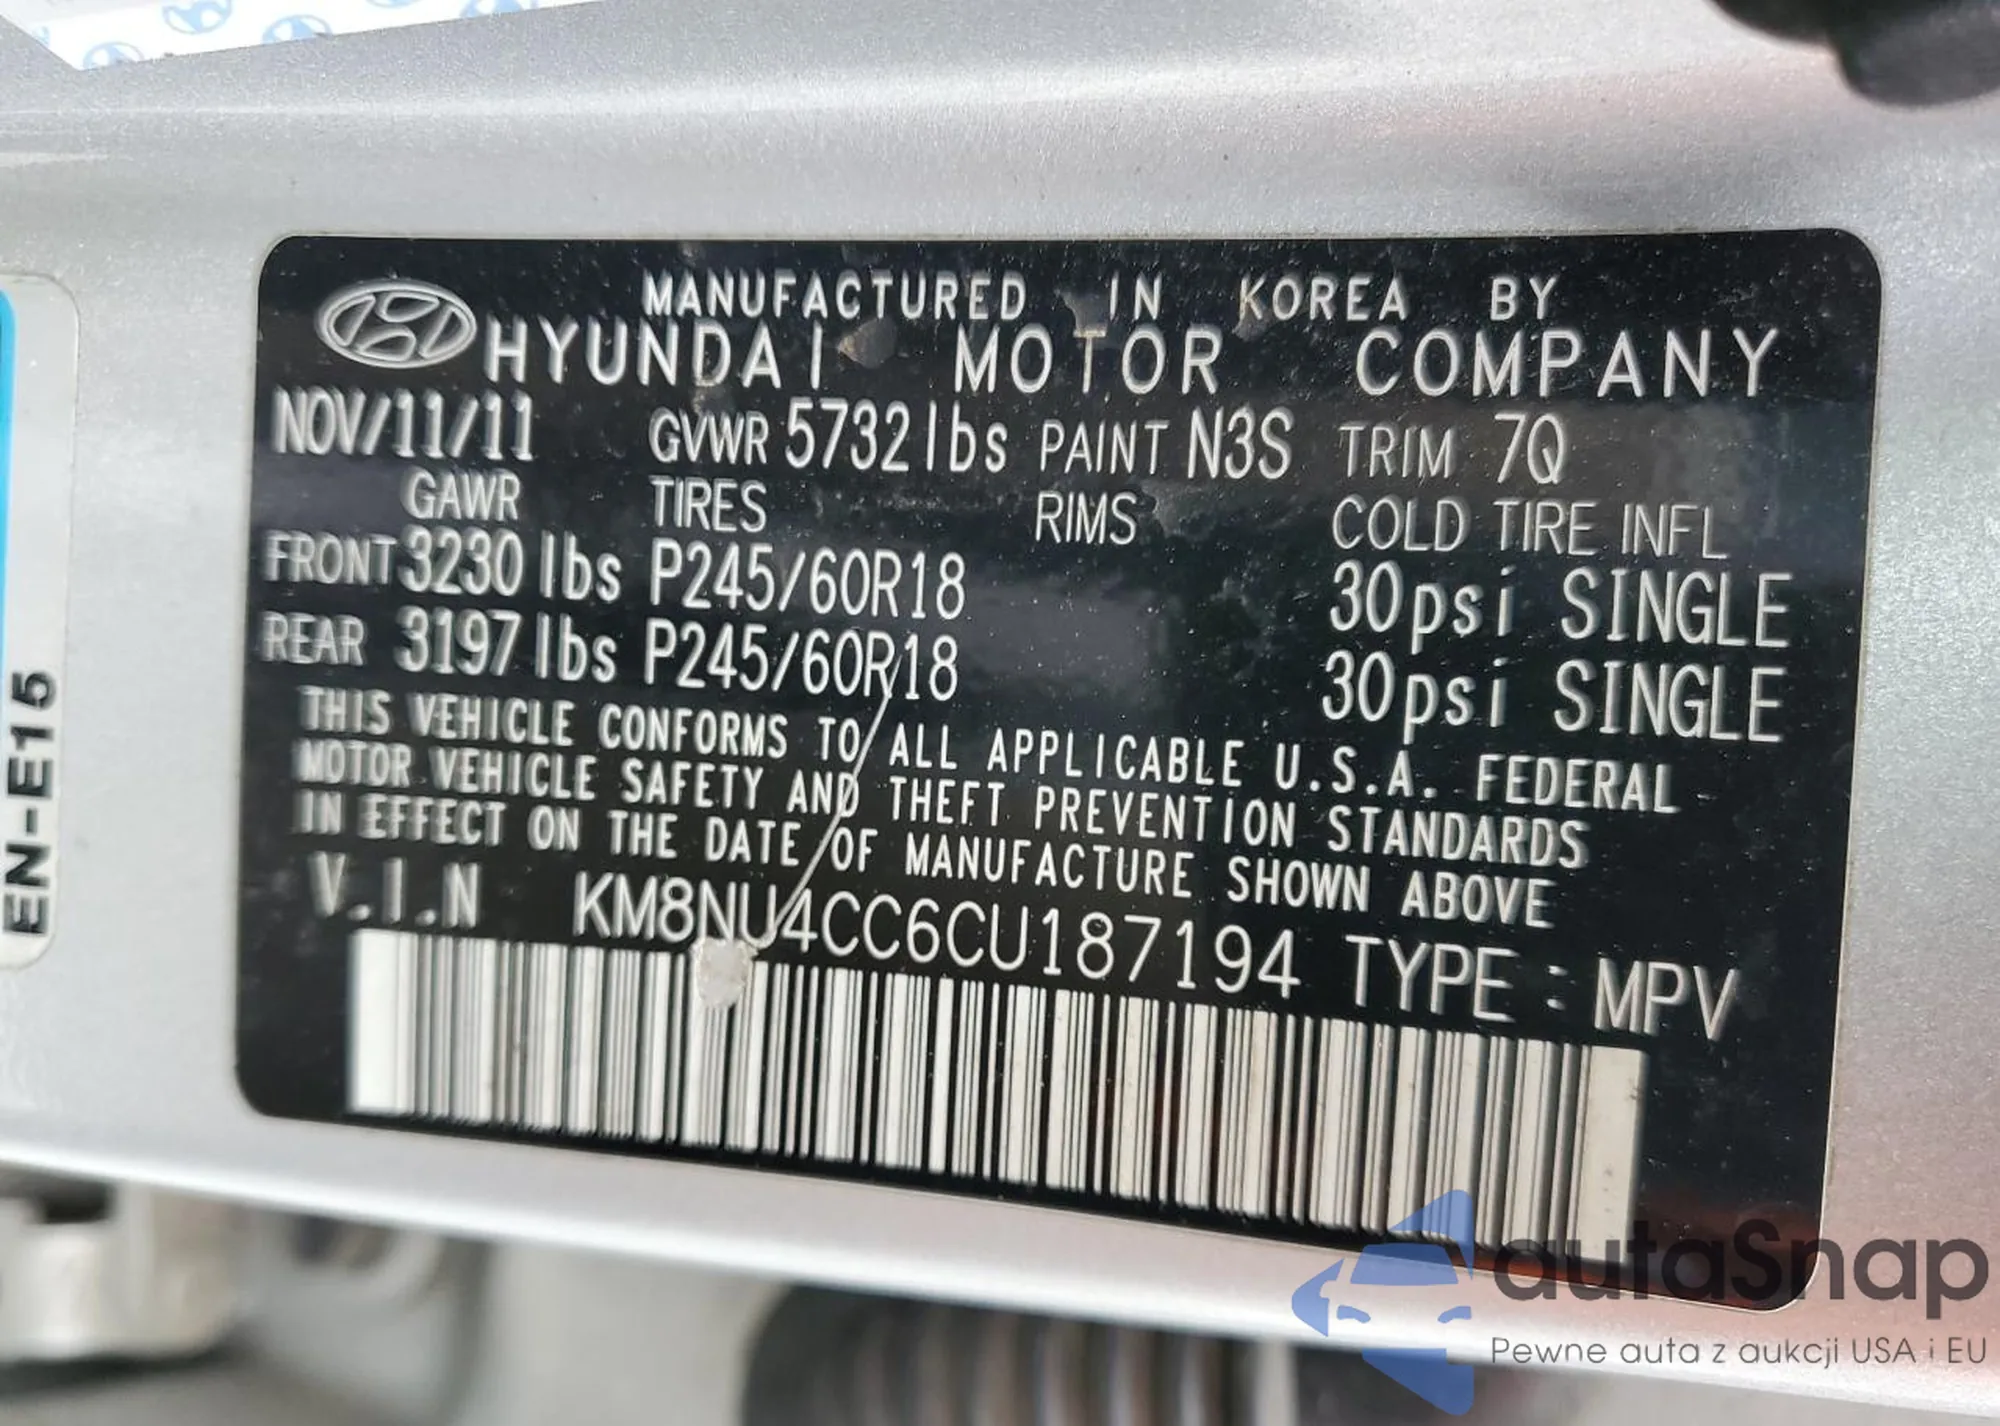 MANUFACTURED IN KOREA BY
HYUNDAI MOTOR COMPANY
NOV/11/11 GVWR 5732 lbs PAINT N3S TRIM 7Q
GAWR TIRES RIMS COLD TIRE INFL
FRONT 3230 lbs P245/60R18 30psi SINGLE
REAR 3197 lbs P245/60R18 30psi SINGLE
THIS VEHICLE CONFORMS TO ALL APPLICABLE U.S.A. FEDERAL
MOTOR VEHICLE SAFETY AND THEFT PREVENTION STANDARDS
IN EFFECT ON THE DATE OF MANUFACTURE SHOWN ABOVE
V.I.N KM8NU4CC6CU187194 TYPE : MPV
EN-E15
autaSnap
Pewne auta z aukcji USA i EU